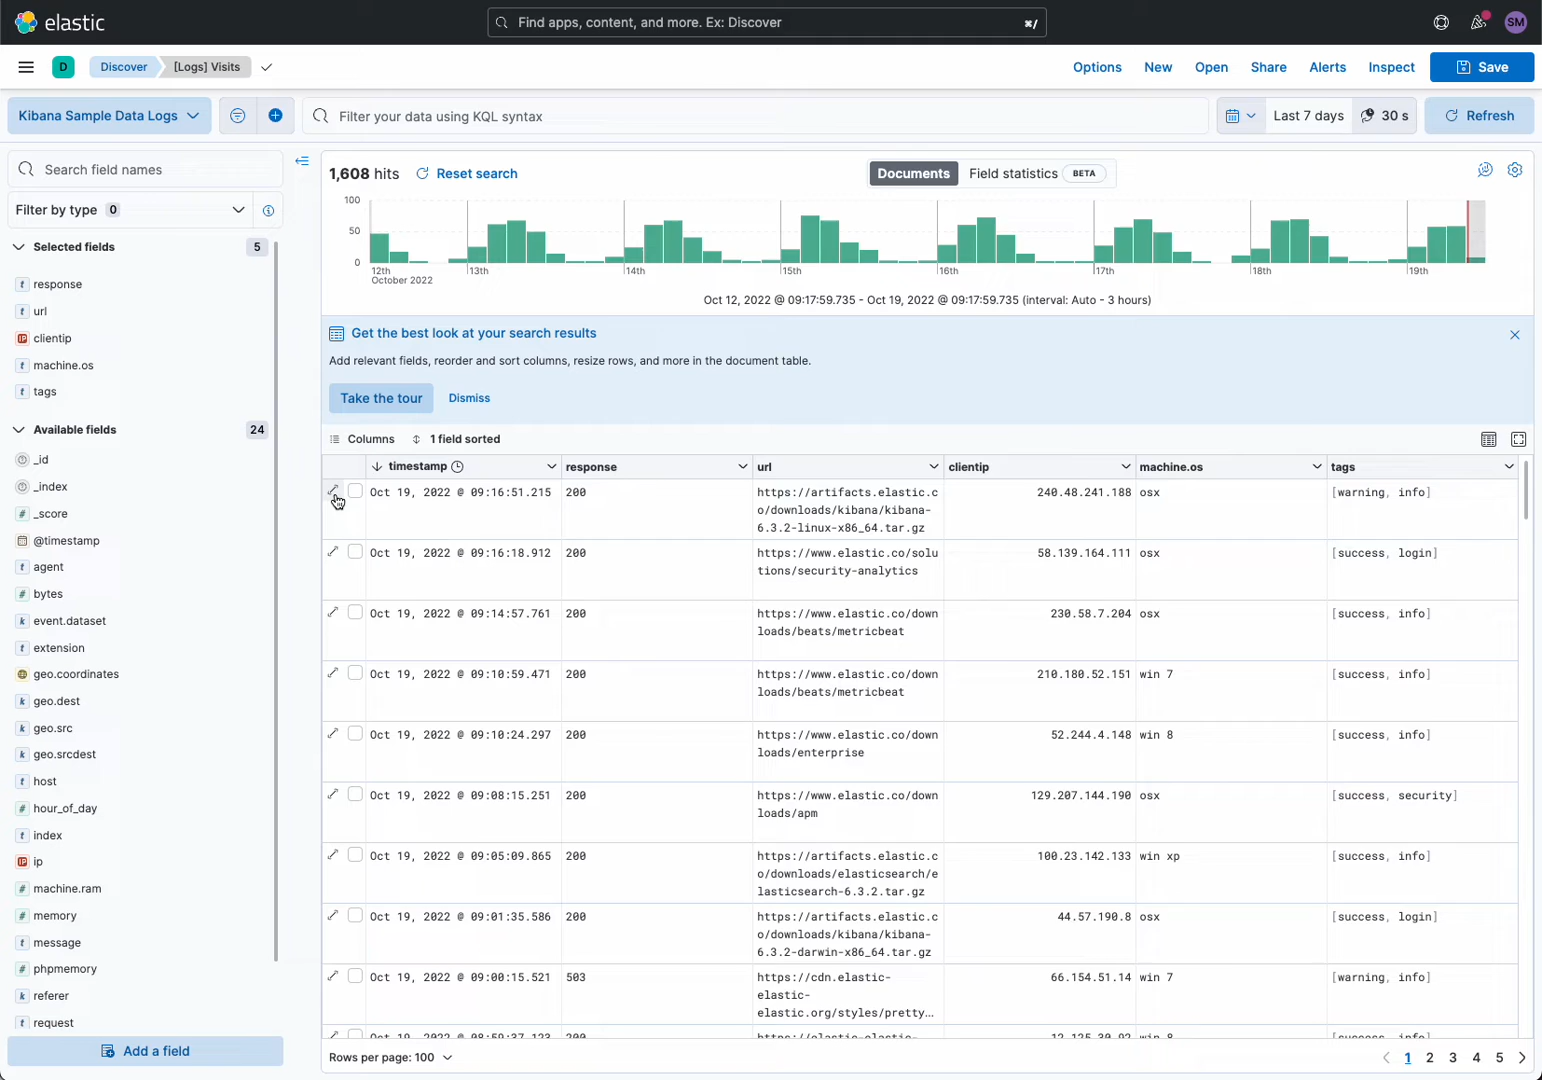 elastic
Find apps, content, and more. Ex: Discover
⌘/
SM
D
Discover
[Logs] Visits
Options
New
Open
Share
Alerts
Inspect
Save
Kibana Sample Data Logs
Filter your data using KQL syntax
Last 7 days
30 s
Refresh
Search field names
Filter by type 0
Selected fields 5
t response
t url
IP clientip
t machine.os
t tags
Available fields 24
_id
_index
# _score
@timestamp
t agent
# bytes
k event.dataset
t extension
geo.coordinates
k geo.dest
k geo.src
k geo.srcdest
t host
# hour_of_day
t index
IP ip
# machine.ram
# memory
t message
# phpmemory
k referer
t request
Add a field
1,608 hits
Reset search
Documents
Field statistics BETA
100
50
0
12th 13th 14th 15th 16th 17th 18th 19th
October 2022
Oct 12, 2022 @ 09:17:59.735 - Oct 19, 2022 @ 09:17:59.735 (interval: Auto - 3 hours)
Get the best look at your search results
Add relevant fields, reorder and sort columns, resize rows, and more in the document table.
Take the tour
Dismiss
Columns
1 field sorted
timestamp response url clientip machine.os tags
Oct 19, 2022 @ 09:16:51.215 200 https://artifacts.elastic.c 240.48.241.188 osx [warning, info]
o/downloads/kibana/kibana-
6.3.2-linux-x86_64.tar.gz
Oct 19, 2022 @ 09:16:18.912 200 https://www.elastic.co/solu 58.139.164.111 osx [success, login]
tions/security-analytics
Oct 19, 2022 @ 09:14:57.761 200 https://www.elastic.co/down 230.58.7.204 osx [success, info]
loads/beats/metricbeat
Oct 19, 2022 @ 09:10:59.471 200 https://www.elastic.co/down 210.180.52.151 win 7 [success, info]
loads/beats/metricbeat
Oct 19, 2022 @ 09:10:24.297 200 https://www.elastic.co/down 52.244.4.148 win 8 [success, info]
loads/enterprise
Oct 19, 2022 @ 09:08:15.251 200 https://www.elastic.co/down 129.207.144.190 osx [success, security]
loads/apm
Oct 19, 2022 @ 09:05:09.865 200 https://artifacts.elastic.c 100.23.142.133 win xp [success, info]
o/downloads/elasticsearch/e
lasticsearch-6.3.2.tar.gz
Oct 19, 2022 @ 09:01:35.586 200 https://artifacts.elastic.c 44.57.190.8 osx [success, login]
o/downloads/kibana/kibana-
6.3.2-darwin-x86_64.tar.gz
Oct 19, 2022 @ 09:00:15.521 503 https://cdn.elastic- 66.154.51.14 win 7 [warning, info]
elastic-
elastic.org/styles/pretty...
Rows per page: 100
1 2 3 4 5